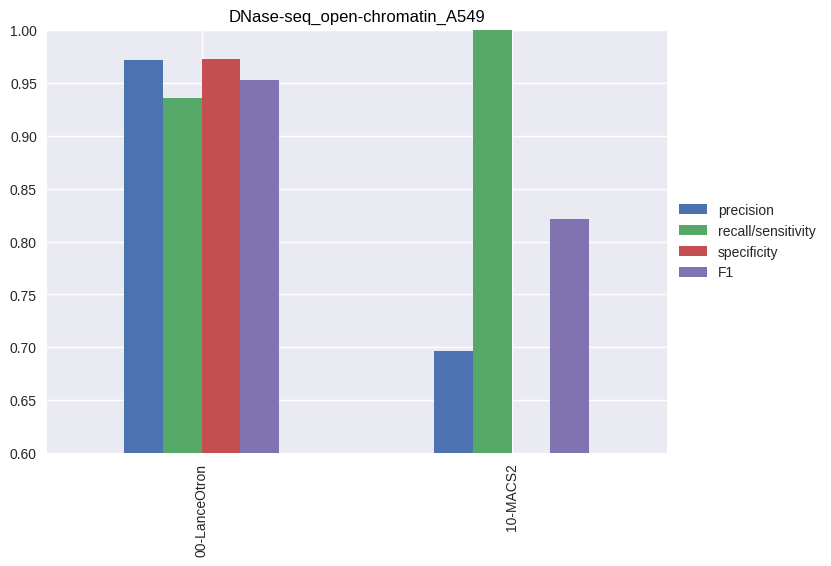 DNase-seq_open-chromatin_A549
1.00
0.95
0.90
0.85
0.80
0.75
0.70
0.65
0.60
00-LanceOtron
10-MACS2
precision
recall/sensitivity
specificity
F1